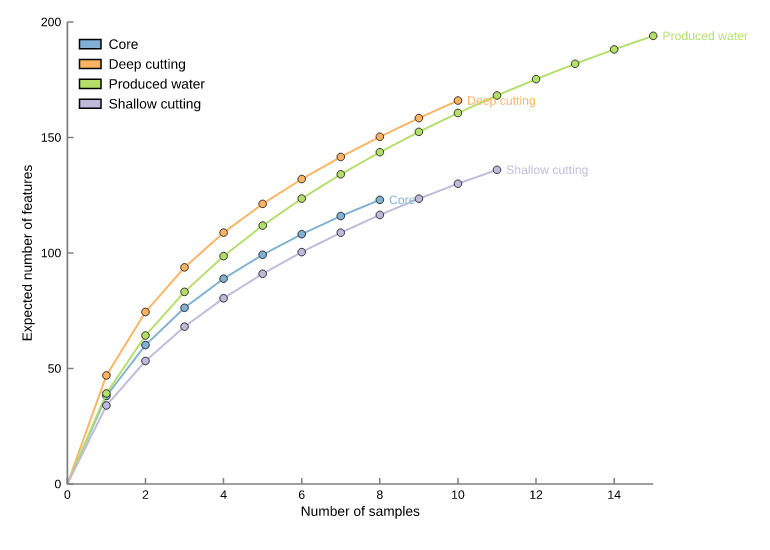 200
Produced water
Core
Deep cutting
Produced water
Shallow cutting
Deep cutting
150
Shallow cutting
Core
Expected number of features
100
50
0
0 2 4 6 8 10 12 14
Number of samples